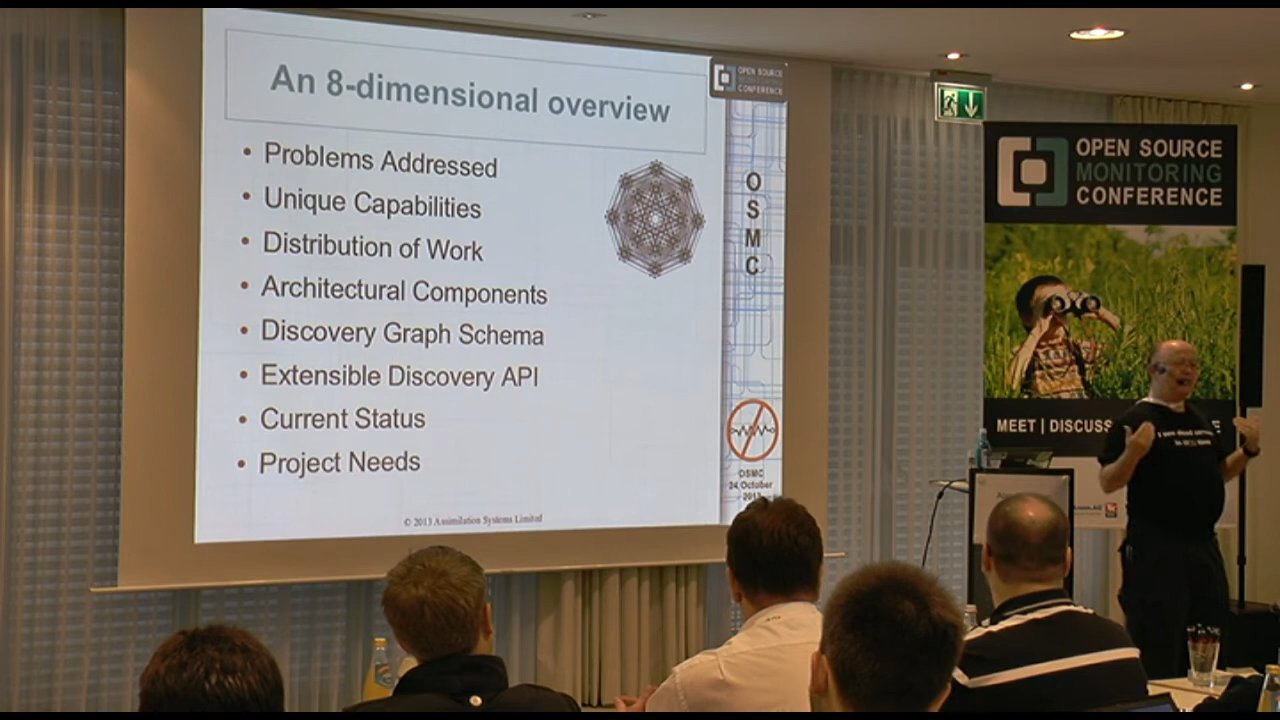 An 8-dimensional overview
• Problems Addressed
• Unique Capabilities
• Distribution of Work
• Architectural Components
• Discovery Graph Schema
• Extensible Discovery API
• Current Status
• Project Needs
© 2013 Assimilation Systems Limited
OPEN SOURCE
MONITORING
CONFERENCE
O
S
M
C
OSMC
24 October
2013
OPEN SOURCE
MONITORING
CONFERENCE
MEET | DISCUSS